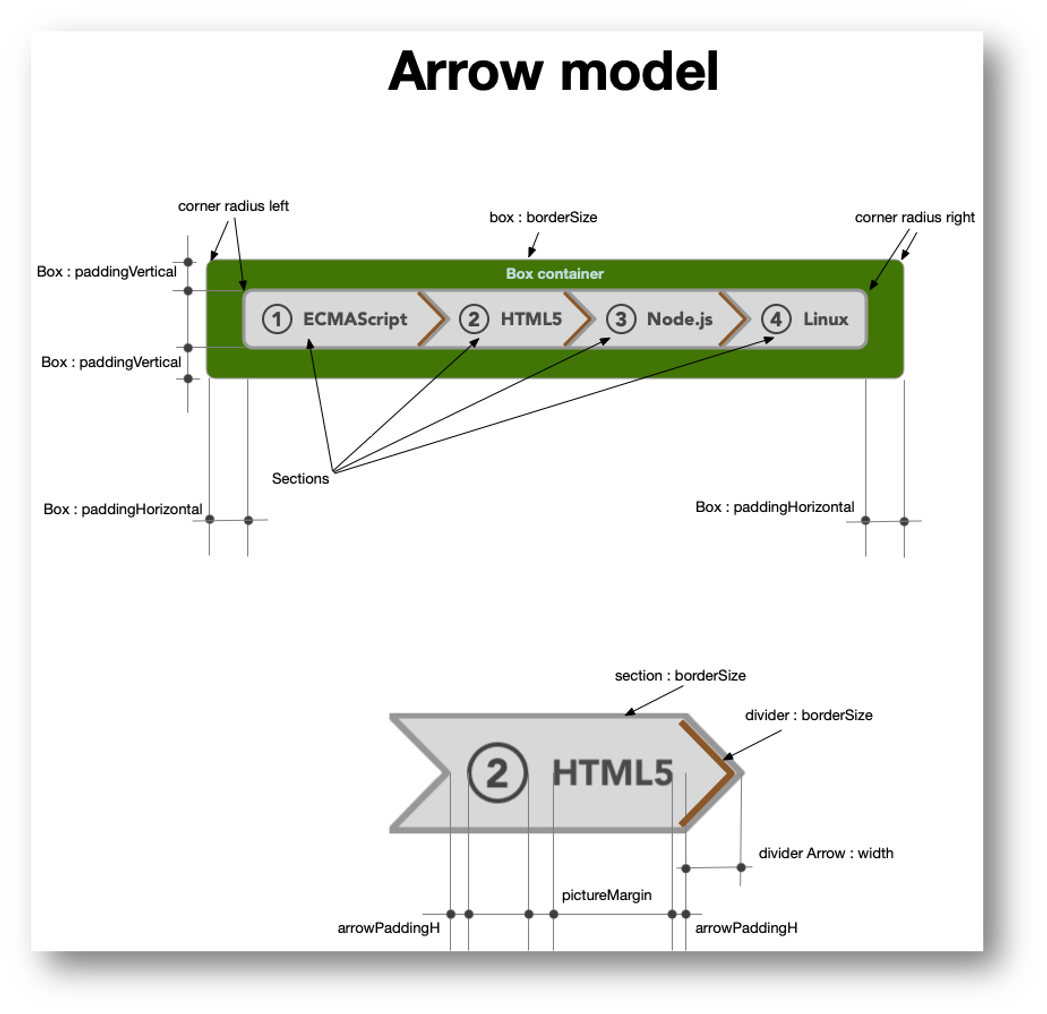 Arrow model
corner radius left
box : borderSize
corner radius right
Box : paddingVertical
Box container
1 ECMAScript 2 HTML5 3 Node.js 4 Linux
Box : paddingVertical
Sections
Box : paddingHorizontal
Box : paddingHorizontal
section : borderSize
divider : borderSize
2 HTML5
divider Arrow : width
pictureMargin
arrowPaddingH
arrowPaddingH